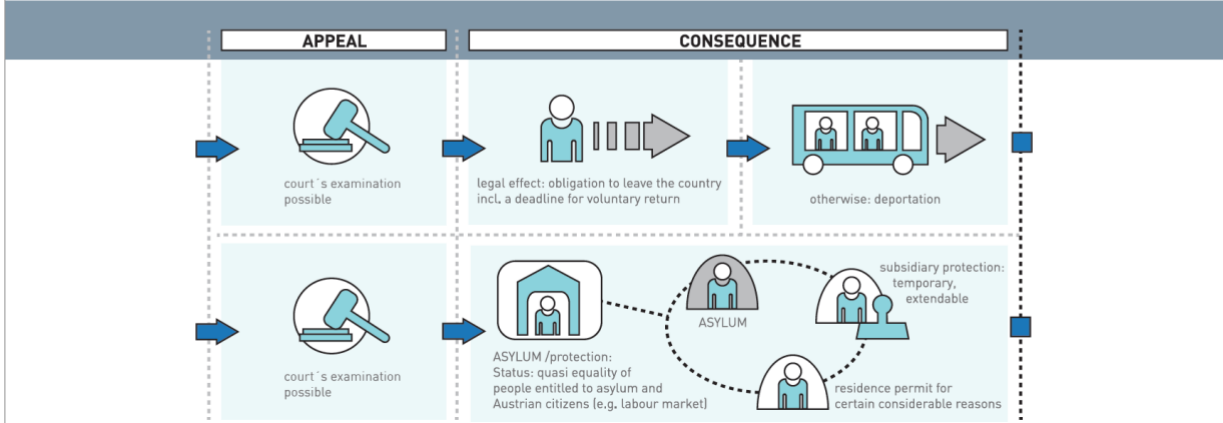 APPEAL
CONSEQUENCE
court´s examination
possible
legal effect: obligation to leave the country
incl. a deadline for voluntary return
otherwise: deportation
court´s examination
possible
ASYLUM /protection:
Status: quasi equality of
people entitled to asylum and
Austrian citizens (e.g. labour market)
ASYLUM
subsidiary protection:
temporary,
extendable
residence permit for
certain considerable reasons